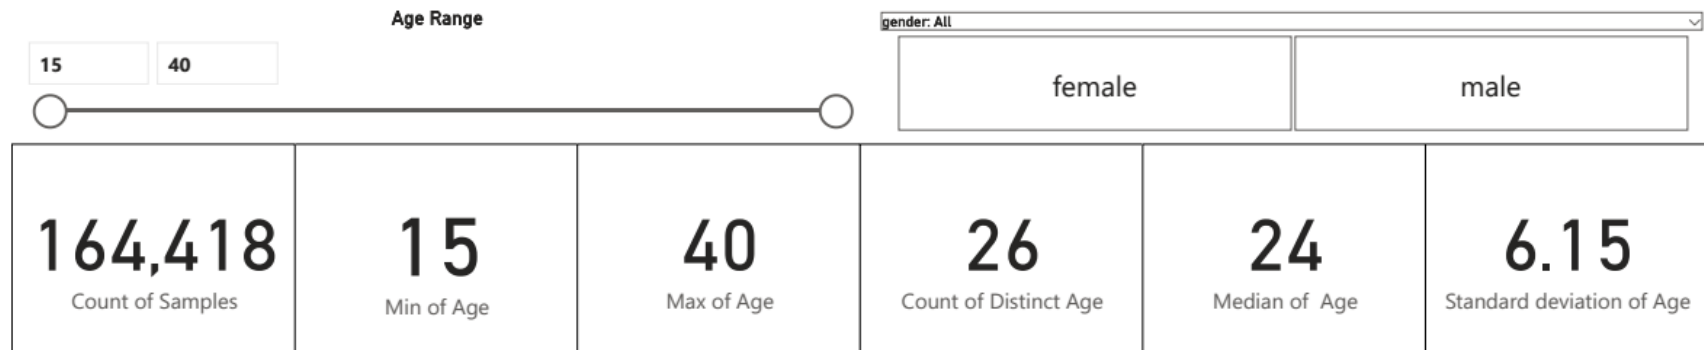 Age Range
gender: All
15
40
female
male
164,418
Count of Samples
15
Min of Age
40
Max of Age
26
Count of Distinct Age
24
Median of Age
6.15
Standard deviation of Age